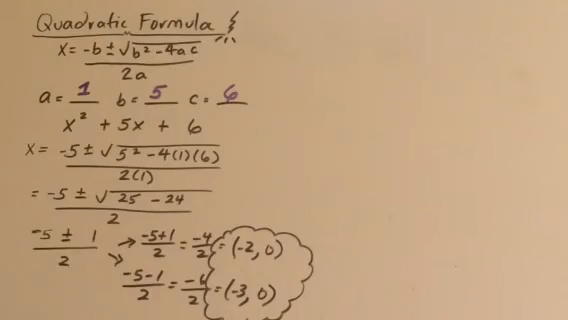 Quadratic Formula
x = -b ± √b² - 4ac / 2a
a = 1 b = 5 c = 6
x² + 5x + 6
x = -5 ± √5² - 4(1)(6) / 2(1)
= -5 ± √25 - 24 / 2
-5 ± 1 / 2 → -5+1 / 2 = -4 / 2 = (-2, 0)
-5-1 / 2 = -6 / 2 = (-3, 0)